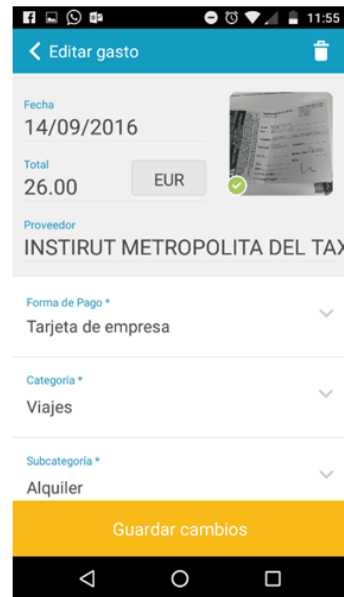 11:55
Editar gasto
Fecha
14/09/2016
Total
26.00 EUR
Proveedor
INSTIRUT METROPOLITA DEL TAX
Forma de Pago *
Tarjeta de empresa
Categoría *
Viajes
Subcategoría *
Alquiler
Guardar cambios